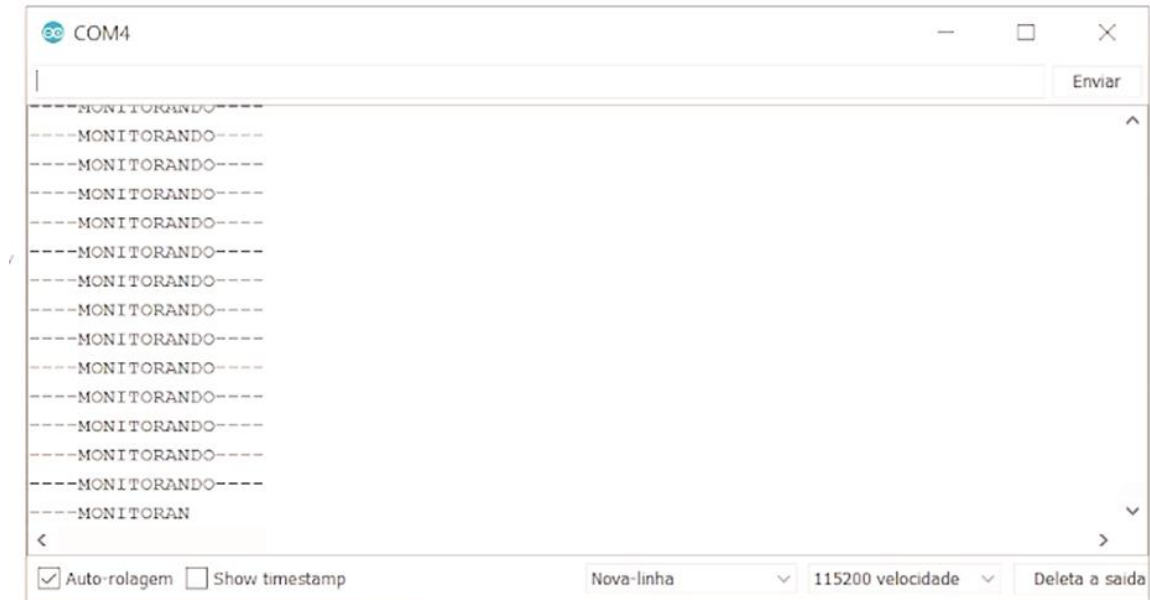 COM4
Enviar
----MONITORANDO----
----MONITORANDO----
----MONITORANDO----
----MONITORANDO----
----MONITORANDO----
----MONITORANDO----
----MONITORANDO----
----MONITORANDO----
----MONITORANDO----
----MONITORANDO----
----MONITORANDO----
----MONITORANDO----
----MONITORANDO----
----MONITORANDO----
----MONITORAN
Auto-rolagem Show timestamp Nova-linha 115200 velocidade Deleta a saida